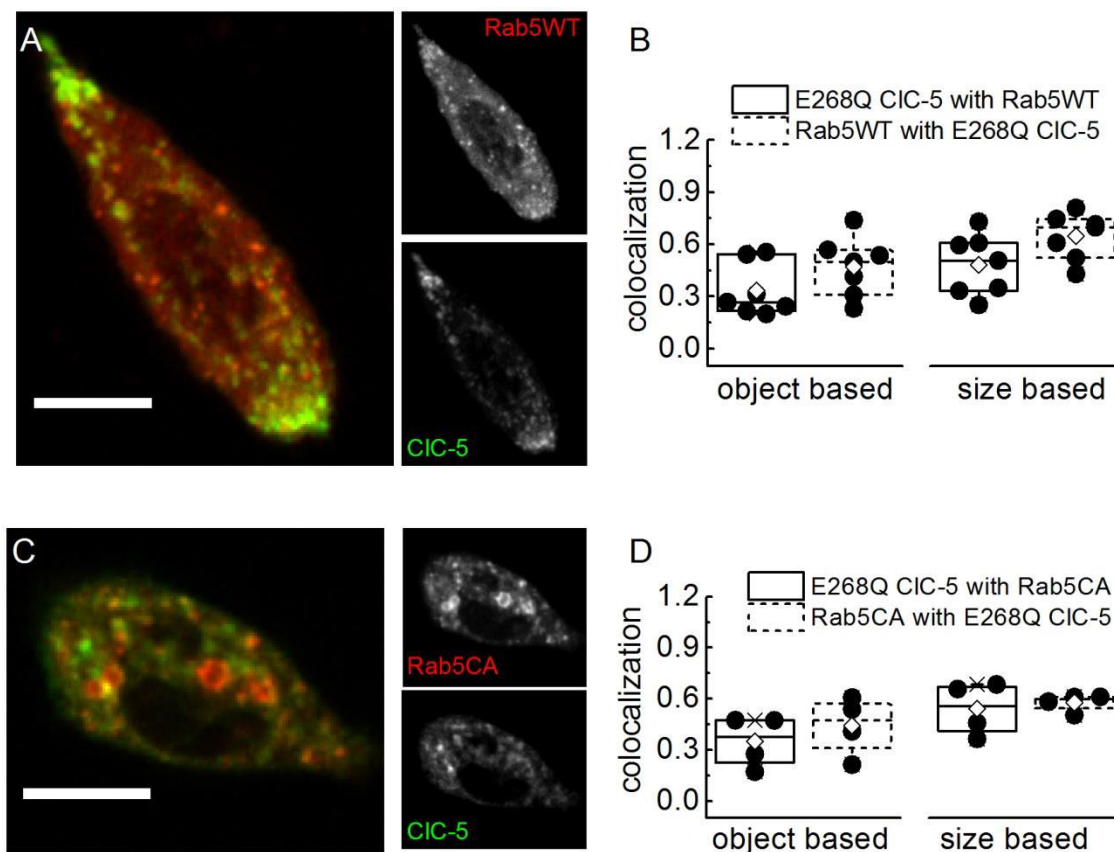 A
Rab5WT
ClC-5
B
E268Q ClC-5 with Rab5WT
Rab5WT with E268Q ClC-5
1.2
0.9
0.6
0.3
0.0
colocalization
object based
size based
C
Rab5CA
ClC-5
D
E268Q ClC-5 with Rab5CA
Rab5CA with E268Q ClC-5
1.2
0.9
0.6
0.3
0.0
colocalization
object based
size based